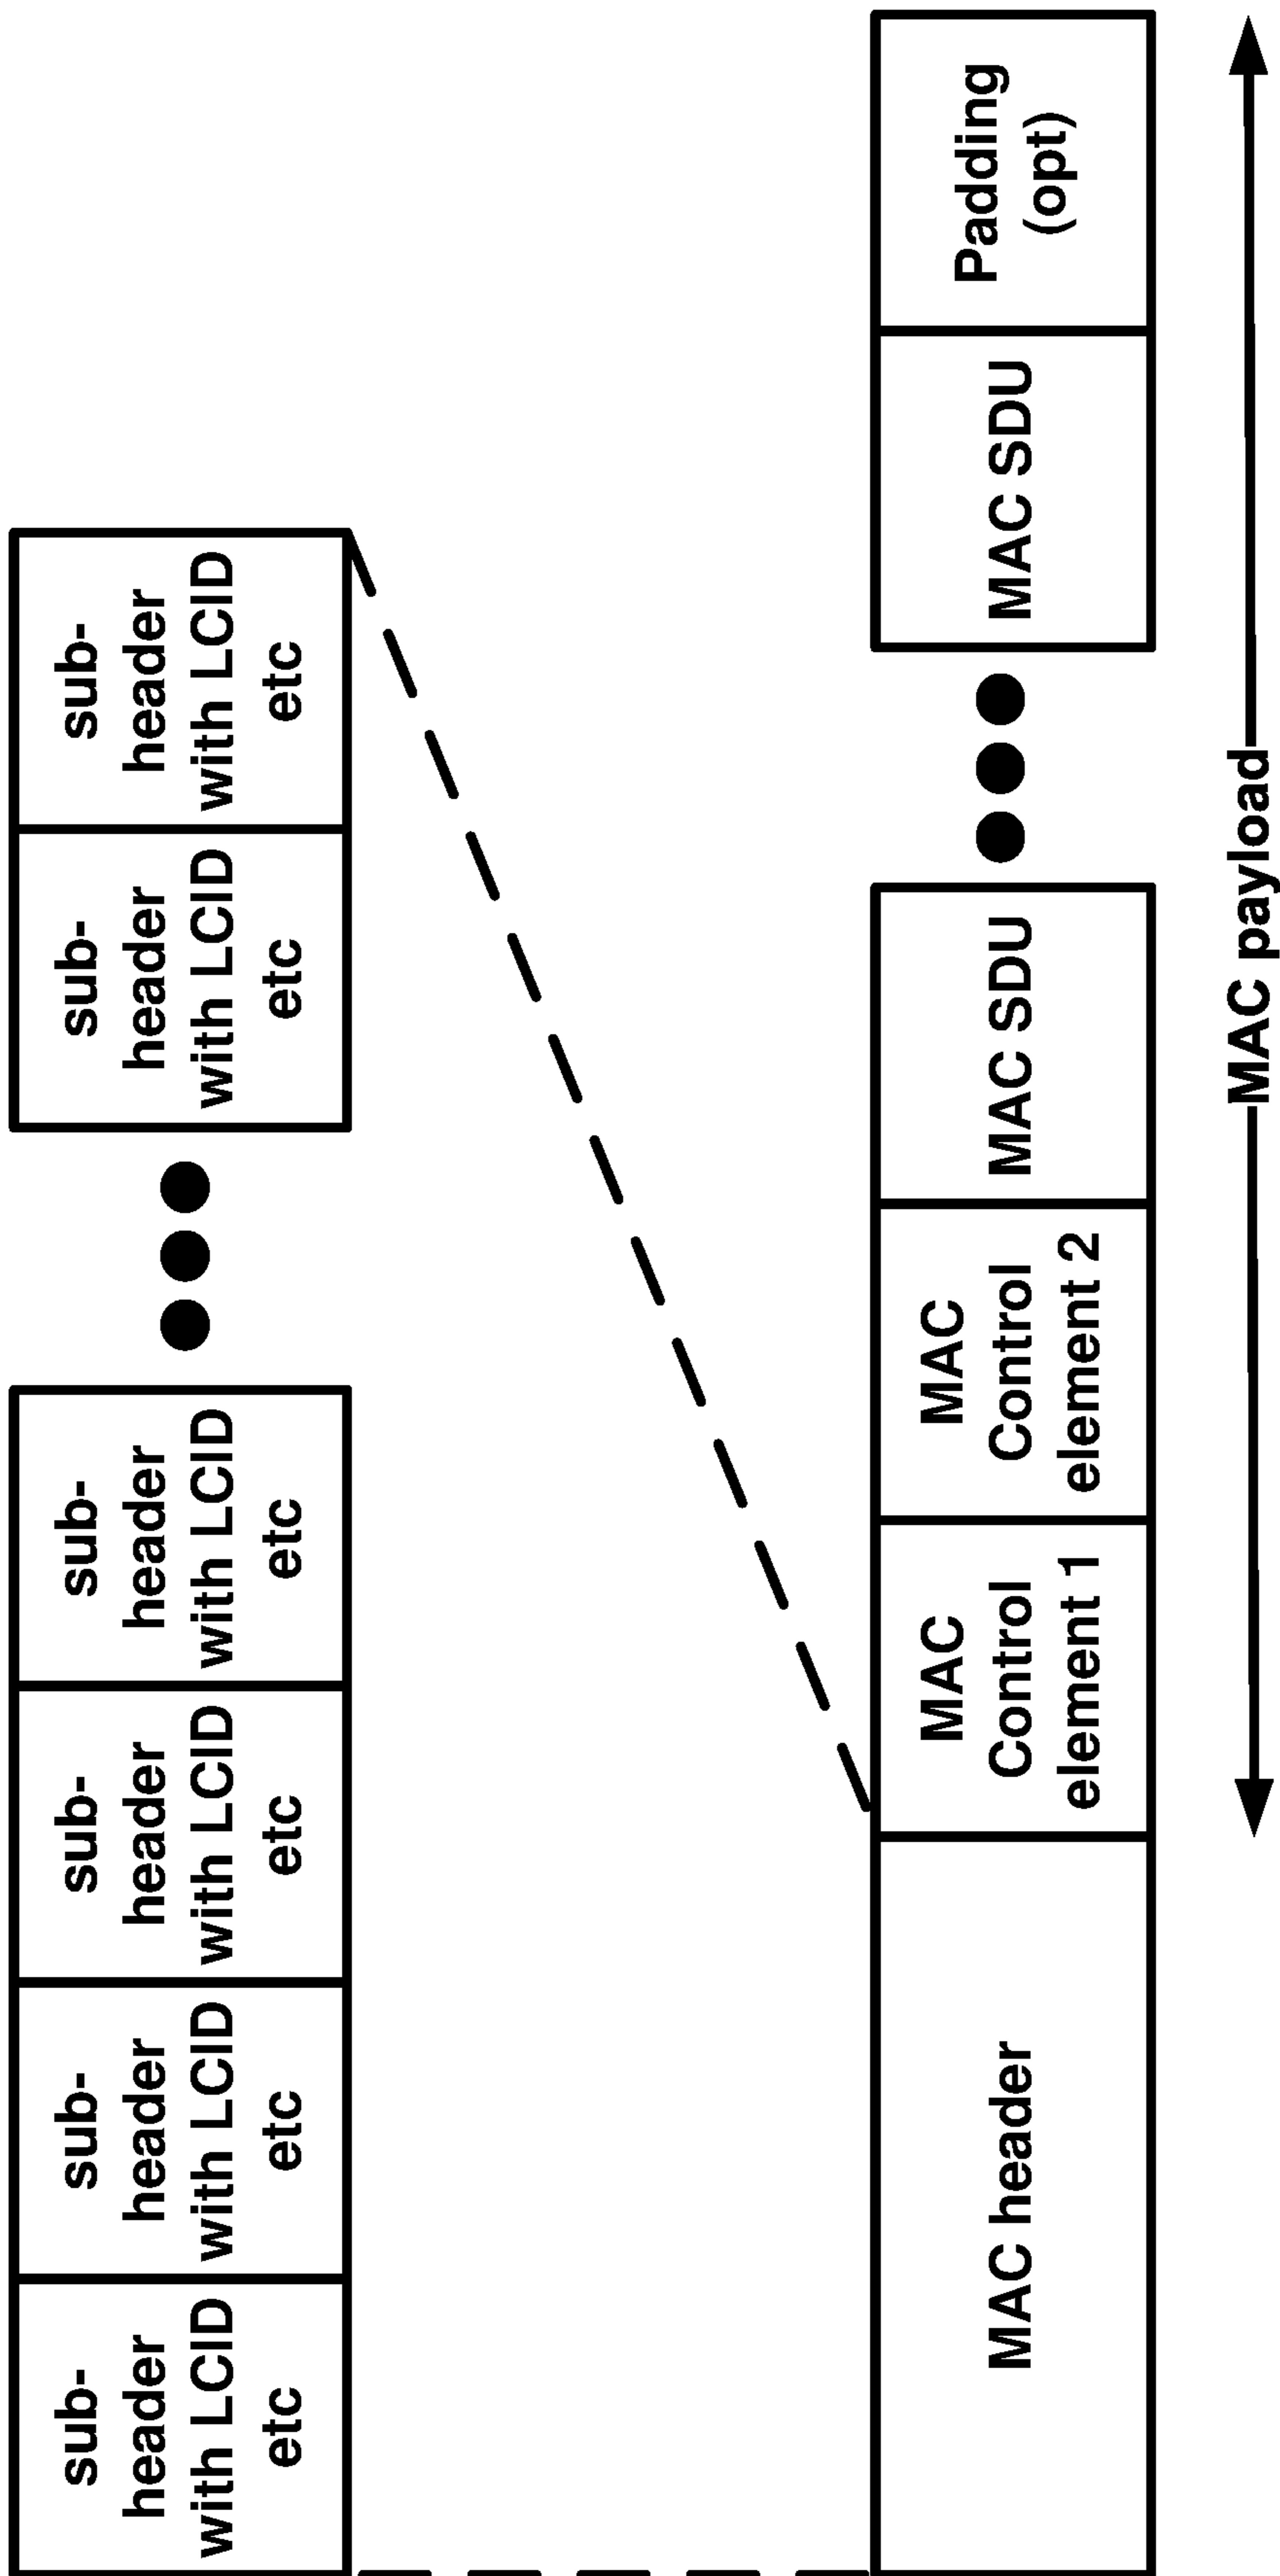 sub-
header
with LCID
etc
sub-
header
with LCID
etc
sub-
header
with LCID
etc
sub-
header
with LCID
etc
sub-
header
with LCID
etc
sub-
header
with LCID
etc
MAC header
MAC
Control
element 1
MAC
Control
element 2
MAC SDU
MAC SDU
Padding
(opt)
MAC payload